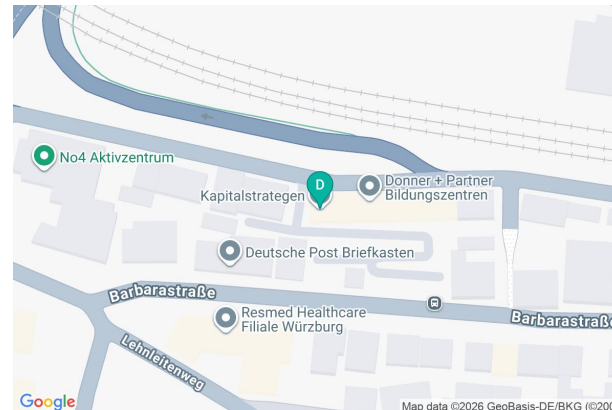 No4 Aktivzentrum
Kapitalstrategen
D
Donner + Partner
Bildungszentren
Deutsche Post Briefkasten
Barbarastraße
Resmed Healthcare
Filiale Würzburg
Barbarastraße
Lehnleitenweg
Google
Map data ©2026 GeoBasis-DE/BKG (©200